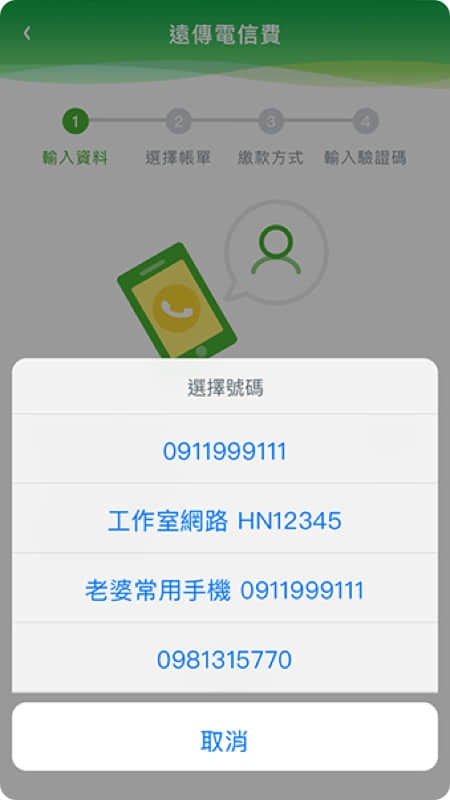 遠傳電信費
1 2 3 4
輸入資料 選擇帳單 繳款方式 輸入驗證碼
選擇號碼
0911999111
工作室網路 HN12345
老婆常用手機 0911999111
0981315770
取消